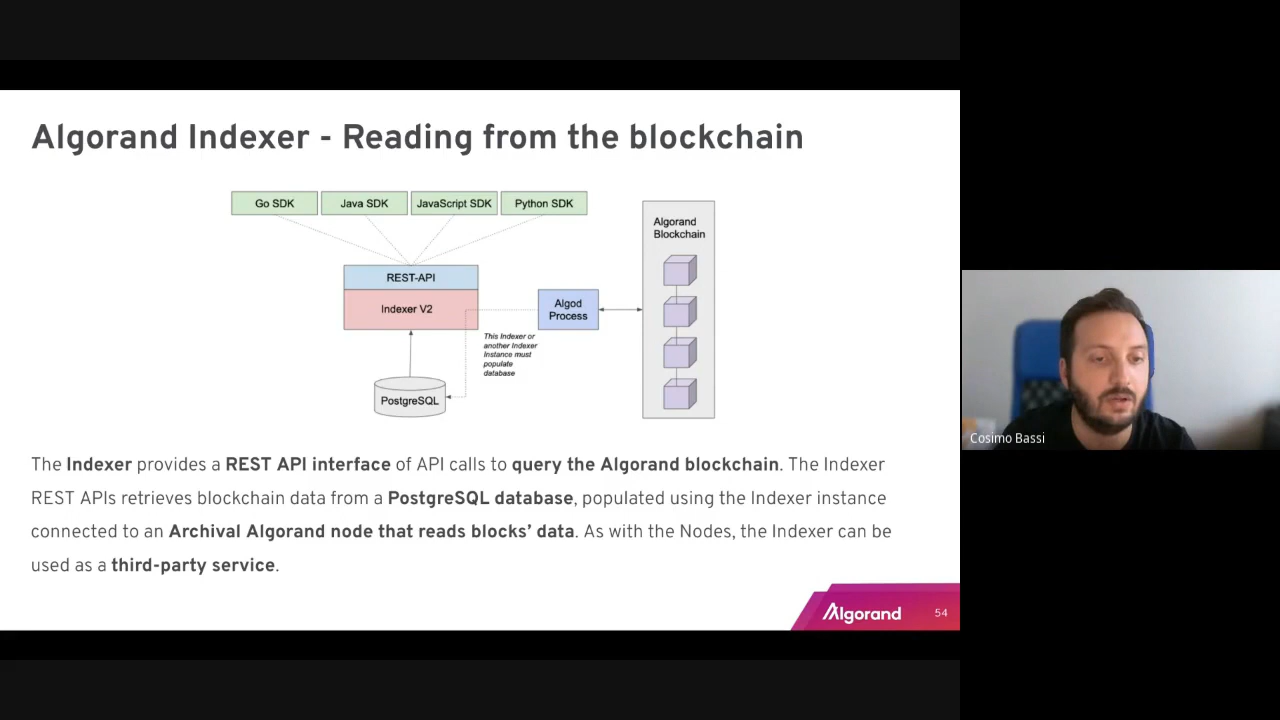 Algorand Indexer - Reading from the blockchain
Go SDK
Java SDK
JavaScript SDK
Python SDK
Algorand
Blockchain
REST-API
Indexer V2
Algod
Process
This Indexer or
another Indexer
Instance must
populate
database
PostgreSQL
The Indexer provides a REST API interface of API calls to query the Algorand blockchain. The Indexer
REST APIs retrieves blockchain data from a PostgreSQL database, populated using the Indexer instance
connected to an Archival Algorand node that reads blocks’ data. As with the Nodes, the Indexer can be
used as a third-party service.
Algorand
54
Cosimo Bassi